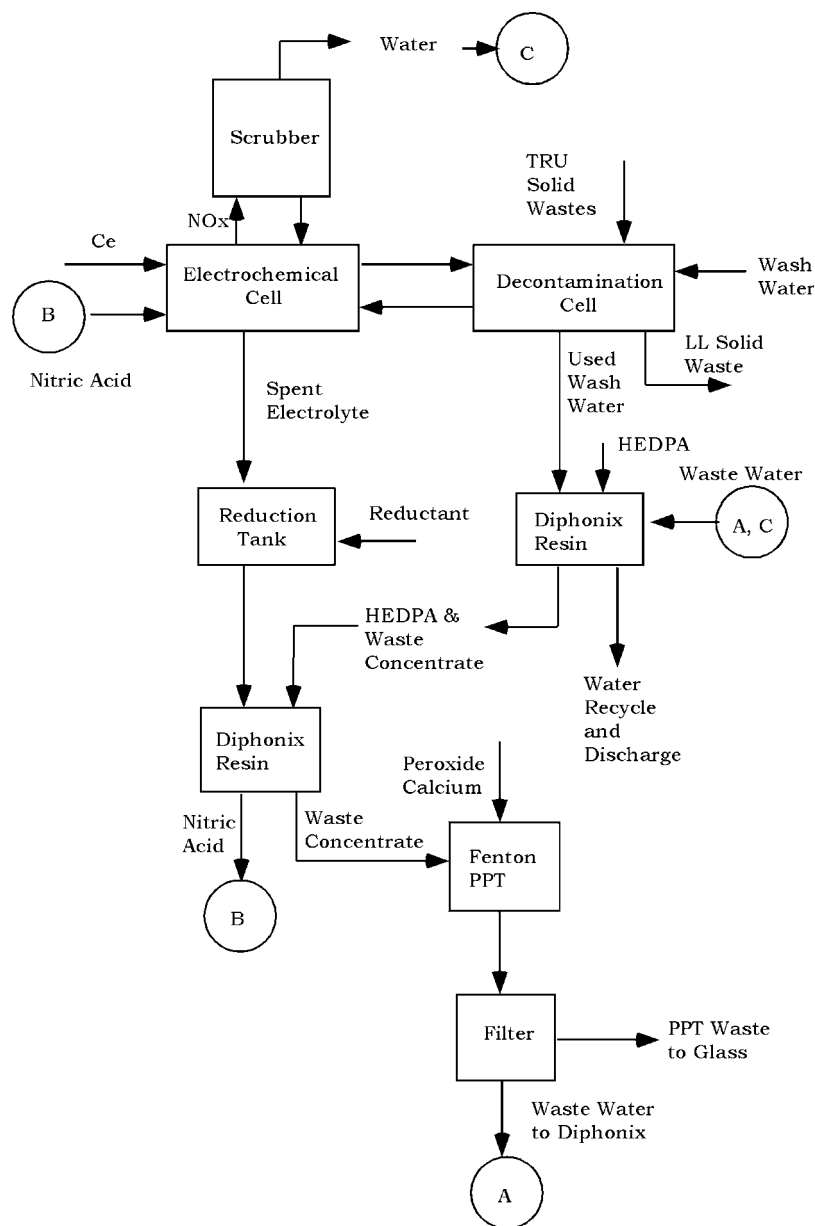 Water
C
Scrubber
TRU
Solid
Wastes
NOx
Ce
Electrochemical
Cell
Decontamination
Cell
Wash
Water
B
Nitric Acid
LL Solid
Waste
Used
Wash
Water
Spent
Electrolyte
HEDPA
Waste Water
Reduction
Tank
Reductant
Diphonix
Resin
A, C
HEDPA &
Waste
Concentrate
Water
Recycle
and
Discharge
Diphonix
Resin
Peroxide
Calcium
Nitric
Acid
Waste
Concentrate
Fenton
PPT
B
Filter
PPT Waste
to Glass
Waste Water
to Diphonix
A